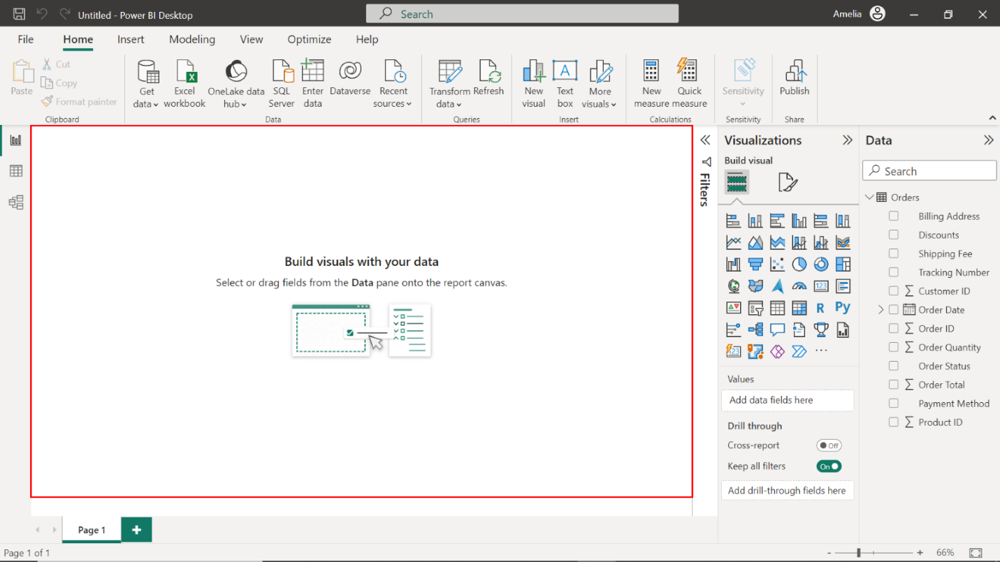 Untitled - Power BI Desktop
Search
Amelia
File Home Insert Modeling View Optimize Help
Paste
Cut
Copy
Format painter
Clipboard
Get data
Excel workbook
OneLake data hub
SQL Server
Enter data
Dataverse
Recent sources
Data
Transform data
Refresh
Queries
New visual
Text box
More visuals
Insert
New measure
Quick measure
Calculations
Sensitivity
Sensitivity
Publish
Share
Build visuals with your data
Select or drag fields from the Data pane onto the report canvas.
Filters
Visualizations
Build visual
123
R
Py
123
Values
Add data fields here
Drill through
Cross-report
Off
Keep all filters
On
Add drill-through fields here
Data
Search
Orders
Billing Address
Discounts
Shipping Fee
Tracking Number
∑ Customer ID
Order Date
∑ Order ID
∑ Order Quantity
Order Status
∑ Order Total
Payment Method
∑ Product ID
Page 1
+
Page 1 of 1
- + 66%